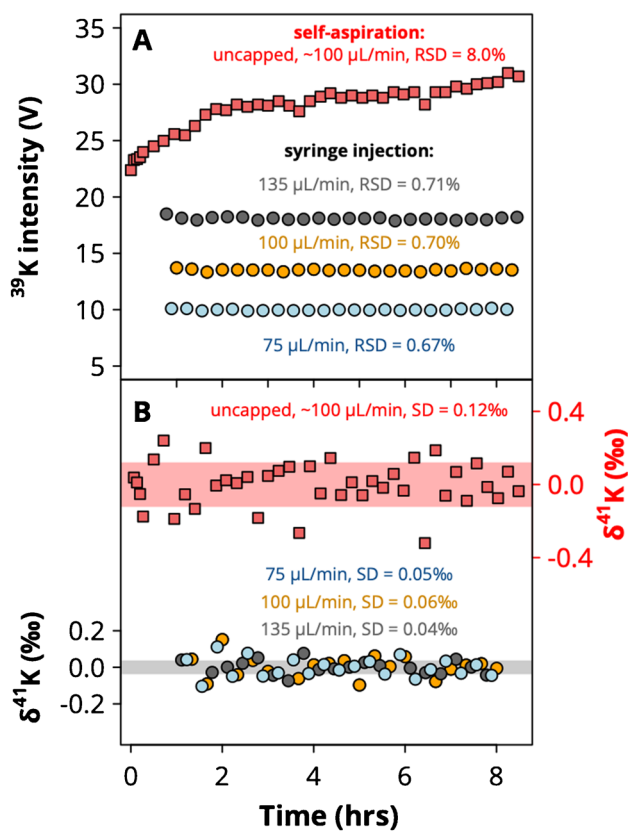 A
self-aspiration:
uncapped, ~100 µL/min, RSD = 8.0%
syringe injection:
135 µL/min, RSD = 0.71%
100 µL/min, RSD = 0.70%
75 µL/min, RSD = 0.67%
35
30
25
20
15
10
5
³⁹K intensity (V)
B
uncapped, ~100 µL/min, SD = 0.12‰
0.4
0.0
-0.4
δ⁴¹K (‰)
75 µL/min, SD = 0.05‰
100 µL/min, SD = 0.06‰
135 µL/min, SD = 0.04‰
0.2
0.0
-0.2
δ⁴¹K (‰)
0 2 4 6 8
Time (hrs)